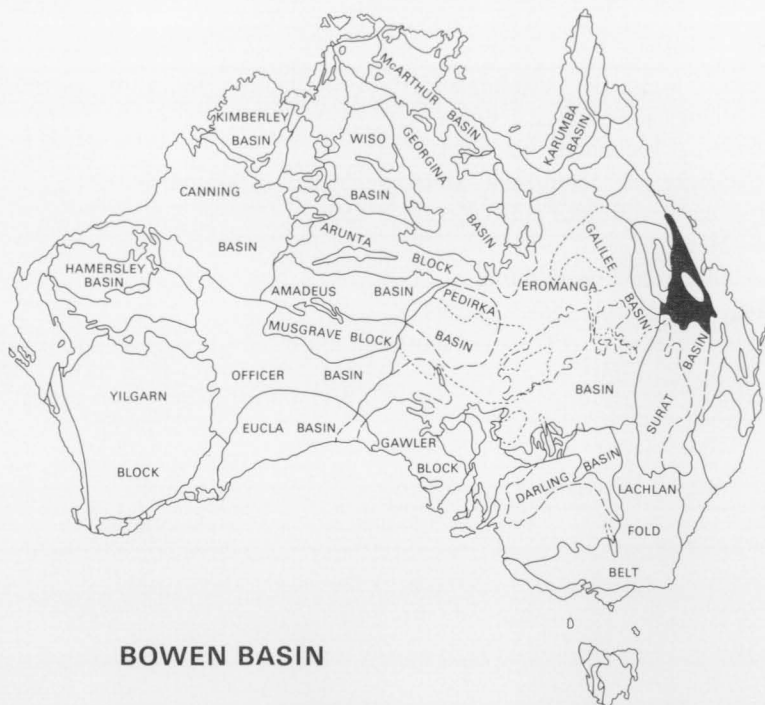 McARTHUR BASIN
KIMBERLEY
BASIN
WISO
BASIN
GEORGINA
BASIN
KARUMBA
BASIN
CANNING
BASIN
ARUNTA
BLOCK
HAMERSLEY
BASIN
AMADEUS BASIN
PEDIRKA
BASIN
EROMANGA
BASIN
GALILEE
BASIN
MUSGRAVE BLOCK
OFFICER BASIN
YILGARN
BLOCK
EUCLA BASIN
GAWLER
BLOCK
SURAT
BASIN
DARLING
BASIN
LACHLAN
FOLD
BELT
BOWEN BASIN